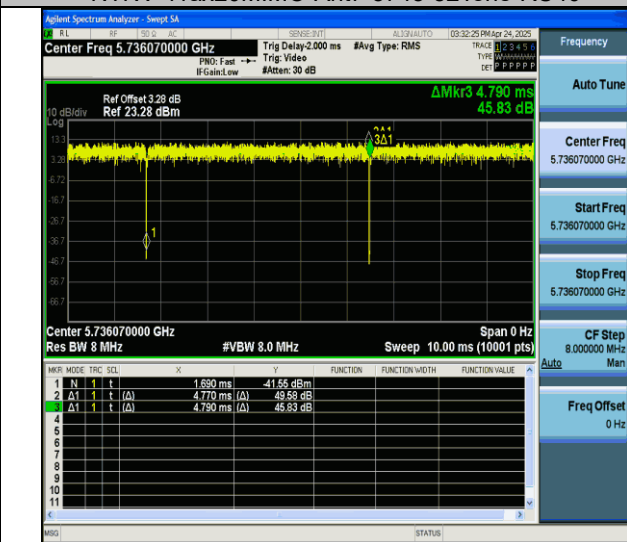 Agilent Spectrum Analyzer - Swept SA
RL RF 50 Ω AC SENSE:INT ALIGNAUTO 03:32:25 PM Apr 24, 2025
Center Freq 5.736070000 GHz
PNO: Fast
IFGain:Low
Trig Delay-2.000 ms
Trig: Video
#Atten: 30 dB
#Avg Type: RMS
TRACE 1 2 3 4 5 6
TYPE
DET P P P P P P
Frequency
Auto Tune
Ref Offset 3.28 dB
10 dB/div Ref 23.28 dBm
Log
ΔMkr3 4.790 ms
45.83 dB
13.3
3.28
-6.72
-16.7
-26.7
-36.7
-46.7
-56.7
-66.7
3Δ1
1
Center 5.736070000 GHz
Span 0 Hz
Res BW 8 MHz #VBW 8.0 MHz Sweep 10.00 ms (10001 pts)
MKR MODE TRC SCL X Y FUNCTION FUNCTION WIDTH FUNCTION VALUE
1 N 1 t 1.690 ms -41.55 dBm
2 Δ1 1 t (Δ) 4.770 ms (Δ) 49.58 dB
3 Δ1 1 t (Δ) 4.790 ms (Δ) 45.83 dB
4
5
6
7
8
9
10
11
Center Freq
5.736070000 GHz
Start Freq
5.736070000 GHz
Stop Freq
5.736070000 GHz
CF Step
8.000000 MHz
Auto Man
Freq Offset
0 Hz
MSG STATUS